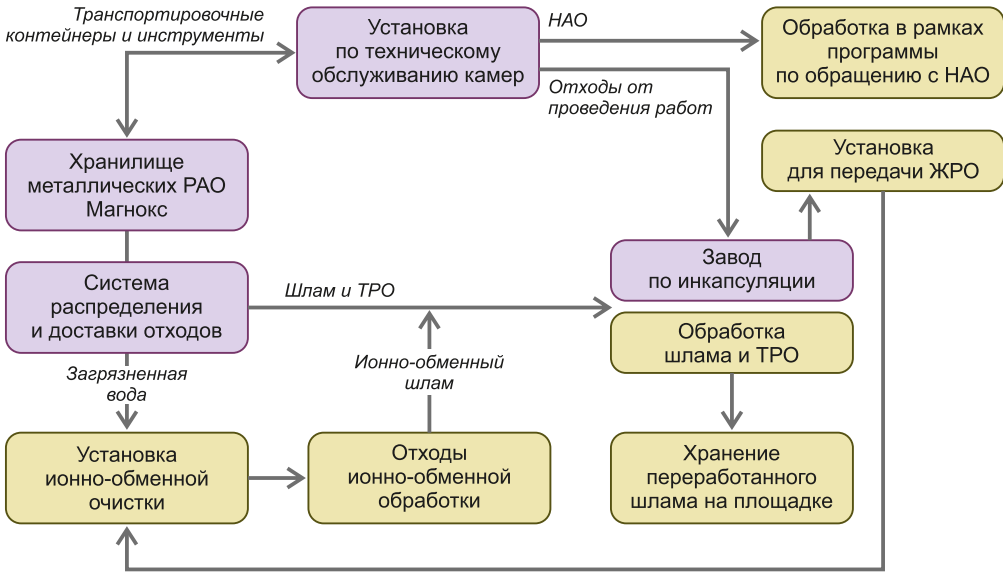 Транспортировочные
контейнеры и инструменты
Установка
по техническому
обслуживанию камер
НАО
Обработка в рамках
программы
по обращению с НАО
Отходы от
проведения работ
Хранилище
металлических РАО
Магнокс
Установка
для передачи ЖРО
Система
распределения
и доставки отходов
Шлам и ТРО
Завод
по инкапсуляции
Обработка
шлама и ТРО
Загрязненная
вода
Ионно-обменный
шлам
Установка
ионно-обменной
очистки
Отходы
ионно-обменной
обработки
Хранение
переработанного
шлама на площадке